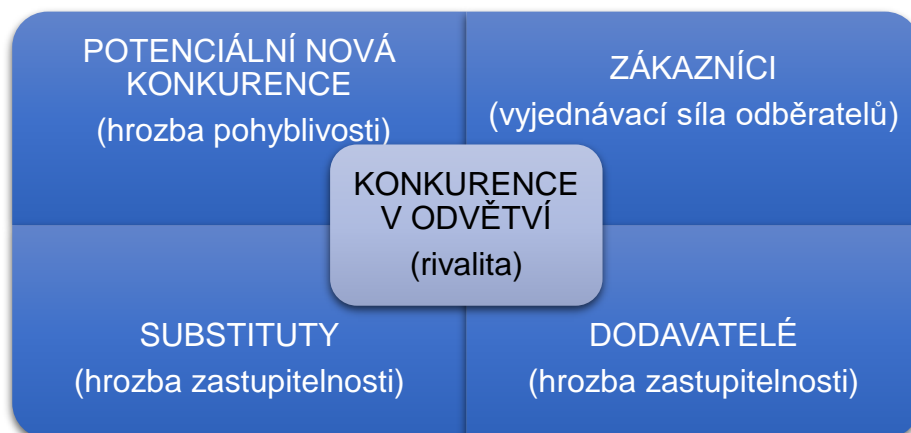 POTENCIÁLNÍ NOVÁ
KONKURENCE
(hrozba pohyblivosti)
ZÁKAZNÍCI
(vyjednávací síla odběratelů)
KONKURENCE
V ODVĚTVÍ
(rivalita)
SUBSTITUTY
(hrozba zastupitelnosti)
DODAVATELÉ
(hrozba zastupitelnosti)